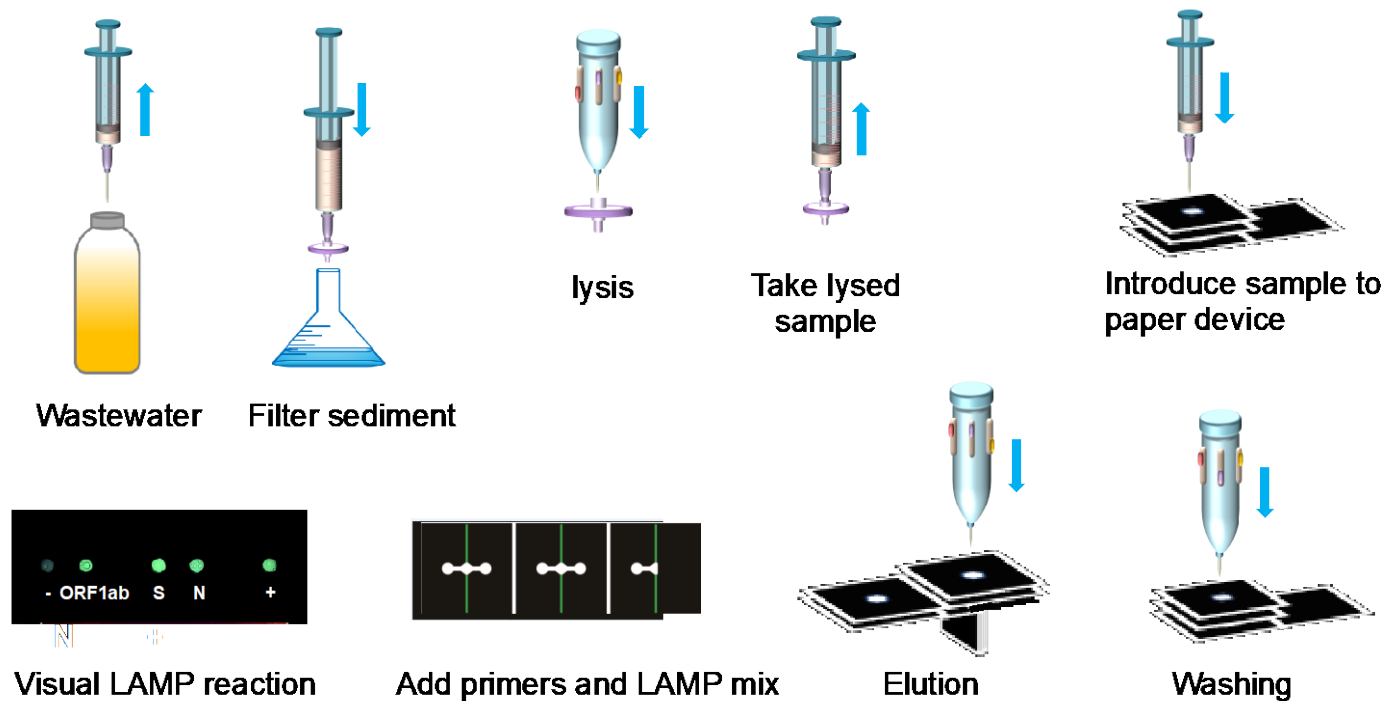 Wastewater
Filter sediment
lysis
Take lysed
sample
Introduce sample to
paper device
- ORF1ab S N +
N +
Visual LAMP reaction
Add primers and LAMP mix
Elution
Washing